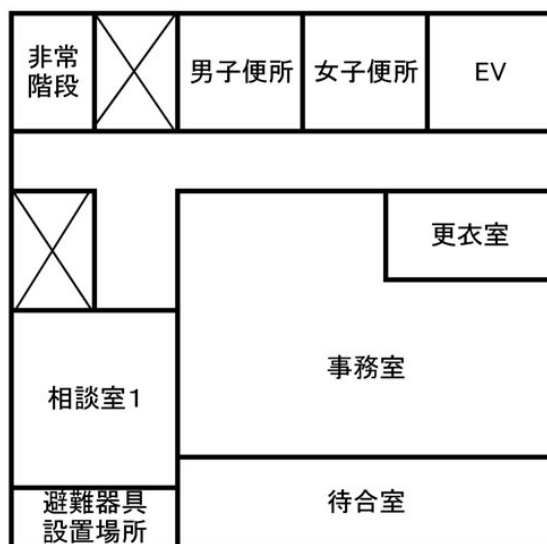 非常
階段
男子便所
女子便所
EV
更衣室
事務室
相談室1
避難器具
設置場所
待合室